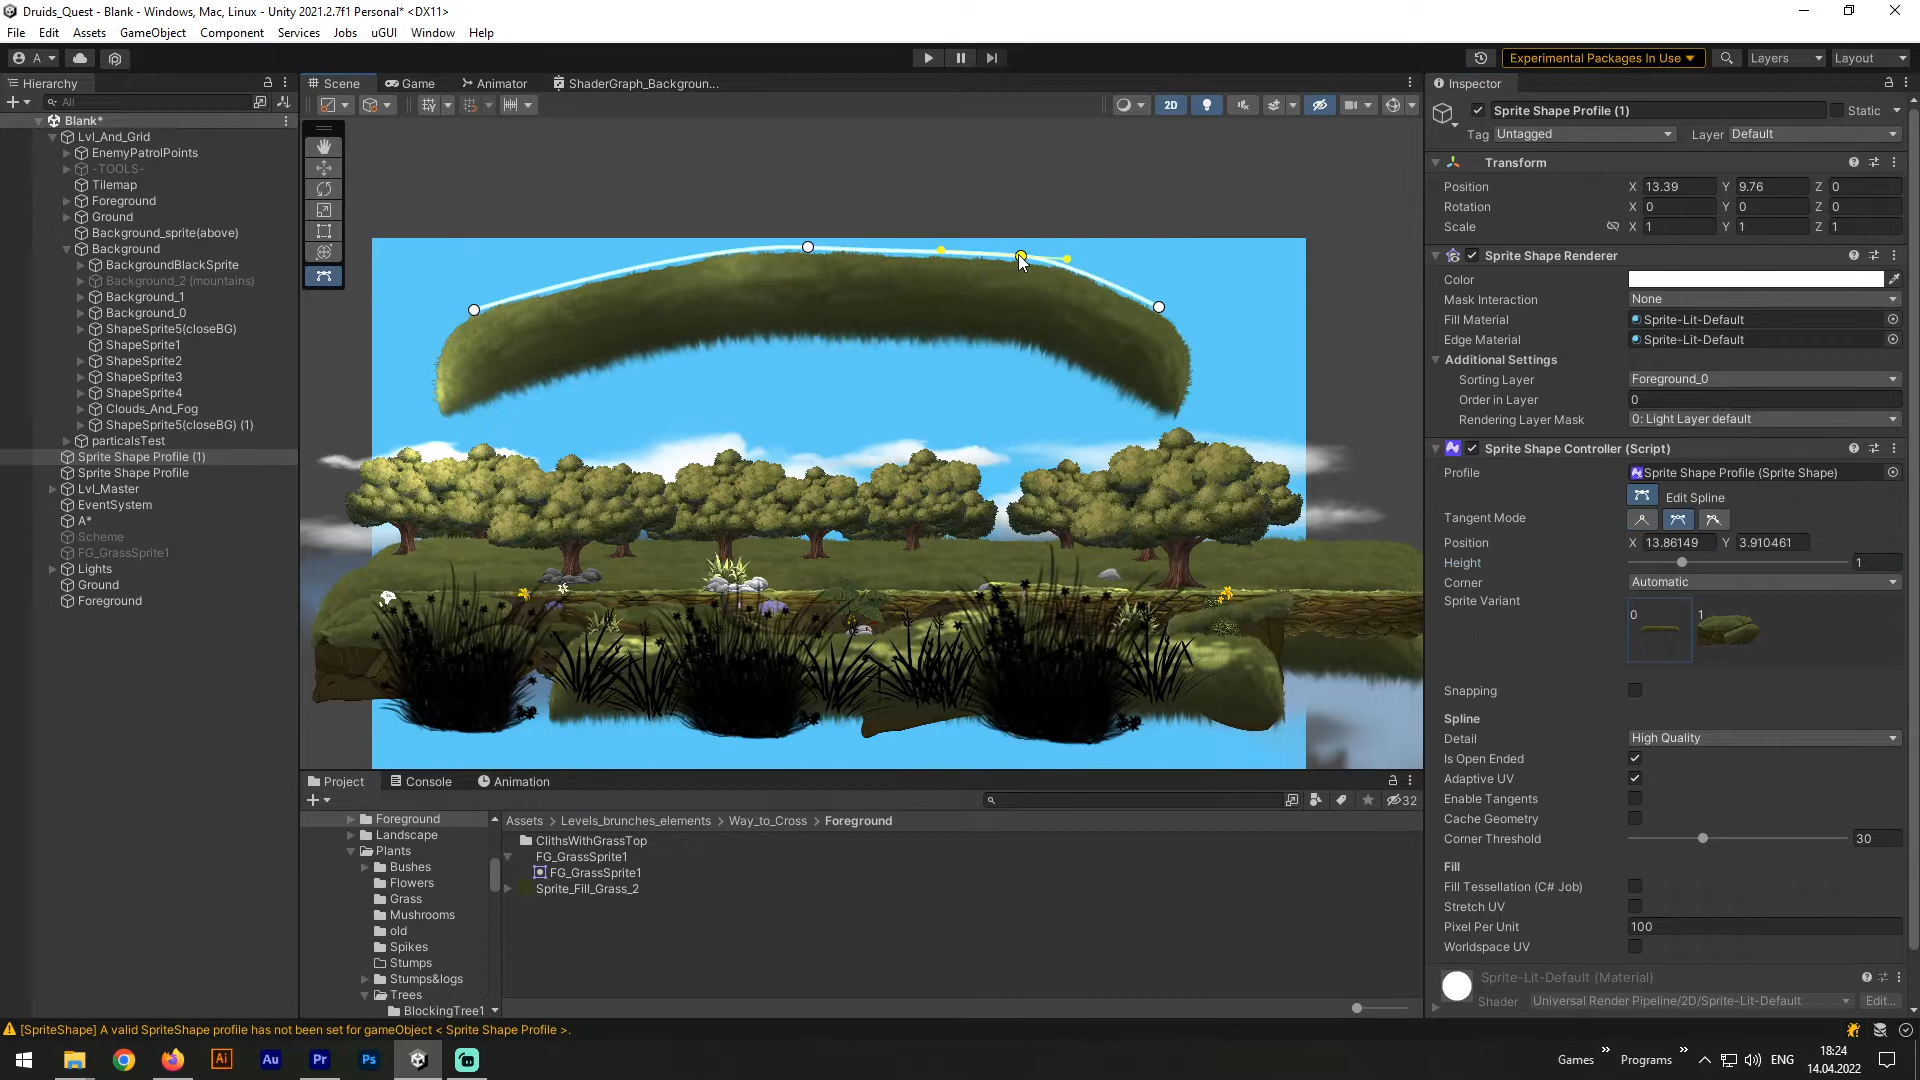 Druids_Quest - Blank - Windows, Mac, Linux - Unity 2021.2.7f1 Personal* <DX11>
File Edit Assets GameObject Component Services Jobs uGUI Window Help
A
Experimental Packages In Use
Layers
Layout
Hierarchy
Scene
Game
Animator
ShaderGraph_Backgroun...
Inspector
All
2D
Blank*
Lvl_And_Grid
EnemyPatrolPoints
-TOOLS-
Tilemap
Foreground
Ground
Background_sprite(above)
Background
BackgroundBlackSprite
Background_2 (mountains)
Background_1
Background_0
ShapeSprite5(closeBG)
ShapeSprite1
ShapeSprite2
ShapeSprite3
ShapeSprite4
Clouds_And_Fog
ShapeSprite5(closeBG) (1)
particalsTest
Sprite Shape Profile (1)
Sprite Shape Profile
Lvl_Master
EventSystem
A*
Scheme
FG_GrassSprite1
Lights
Ground
Foreground
Sprite Shape Profile (1)
Static
Tag Untagged
Layer Default
Transform
Position X 13.39 Y 9.76 Z 0
Rotation X 0 Y 0 Z 0
Scale X 1 Y 1 Z 1
Sprite Shape Renderer
Color
Mask Interaction None
Fill Material Sprite-Lit-Default
Edge Material Sprite-Lit-Default
Additional Settings
Sorting Layer Foreground_0
Order in Layer 0
Rendering Layer Mask 0: Light Layer default
Sprite Shape Controller (Script)
Profile Sprite Shape Profile (Sprite Shape)
Edit Spline
Tangent Mode
Position X 13.86149 Y 3.910461
Height 1
Corner Automatic
Sprite Variant
0 1
Snapping
Spline
Detail High Quality
Is Open Ended
Adaptive UV
Enable Tangents
Cache Geometry
Corner Threshold 30
Fill
Fill Tessellation (C# Job)
Stretch UV
Pixel Per Unit 100
Worldspace UV
Sprite-Lit-Default (Material)
Shader Universal Render Pipeline/2D/Sprite-Lit-Default Edit...
Project
Console
Animation
32
Foreground
Landscape
Plants
Bushes
Flowers
Grass
Mushrooms
old
Spikes
Stumps
Stumps&logs
Trees
BlockingTree1
Assets > Levels_brunches_elements > Way_to_Cross > Foreground
ClithsWithGrassTop
FG_GrassSprite1
FG_GrassSprite1
Sprite_Fill_Grass_2
[SpriteShape] A valid SpriteShape profile has not been set for gameObject < Sprite Shape Profile >.
Ai
Au
Pr
Ps
Games
Programs
ENG
18:24
14.04.2022